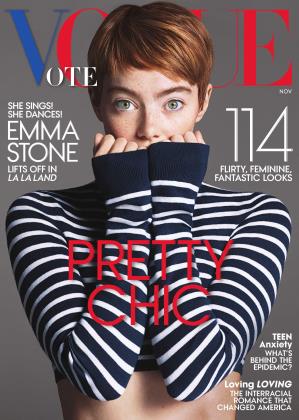 VOGUE
VOTE
NOV
SHE SINGS!
SHE DANCES!
EMMA
STONE
LIFTS OFF IN
LA LA LAND
114
FLIRTY, FEMININE,
FANTASTIC LOOKS
PRETTY
CHIC
TEEN
Anxiety
WHAT'S
BEHIND THE
EPIDEMIC?
Loving LOVING
THE INTERRACIAL
ROMANCE THAT
CHANGED AMERICA